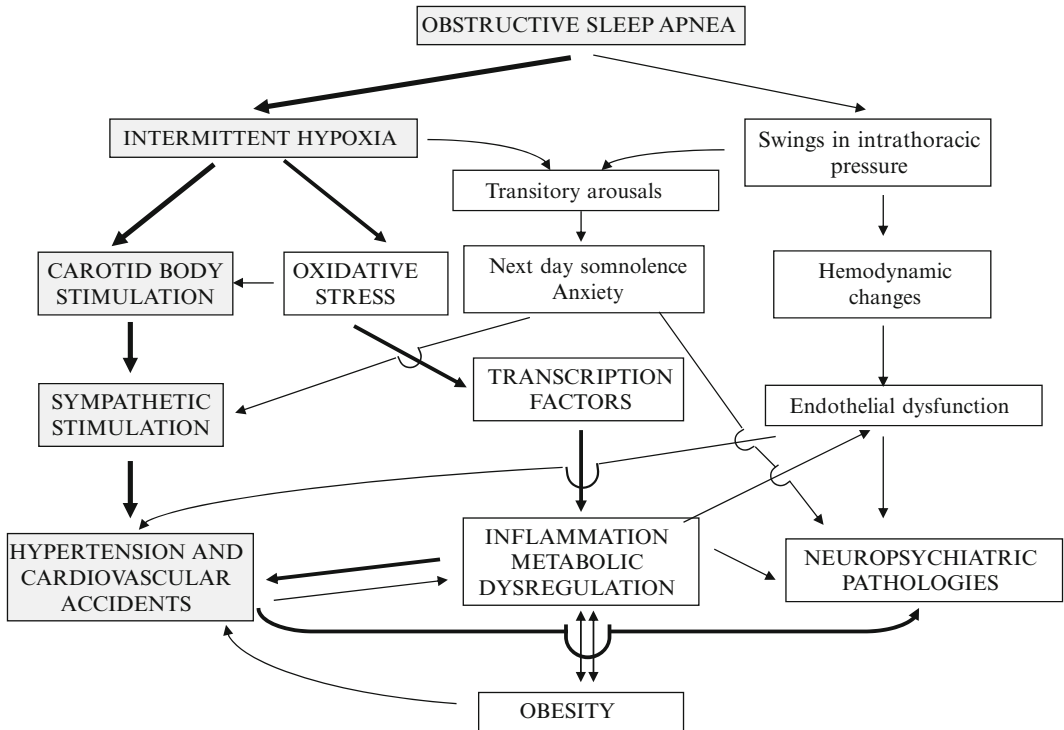 OBSTRUCTIVE SLEEP APNEA
INTERMITTENT HYPOXIA
Swings in intrathoracic
pressure
Transitory arousals
CAROTID BODY
STIMULATION
OXIDATIVE
STRESS
Next day somnolence
Anxiety
Hemodynamic
changes
SYMPATHETIC
STIMULATION
TRANSCRIPTION
FACTORS
Endothelial dysfunction
HYPERTENSION AND
CARDIOVASCULAR
ACCIDENTS
INFLAMMATION
METABOLIC
DYSREGULATION
NEUROPSYCHIATRIC
PATHOLOGIES
OBESITY